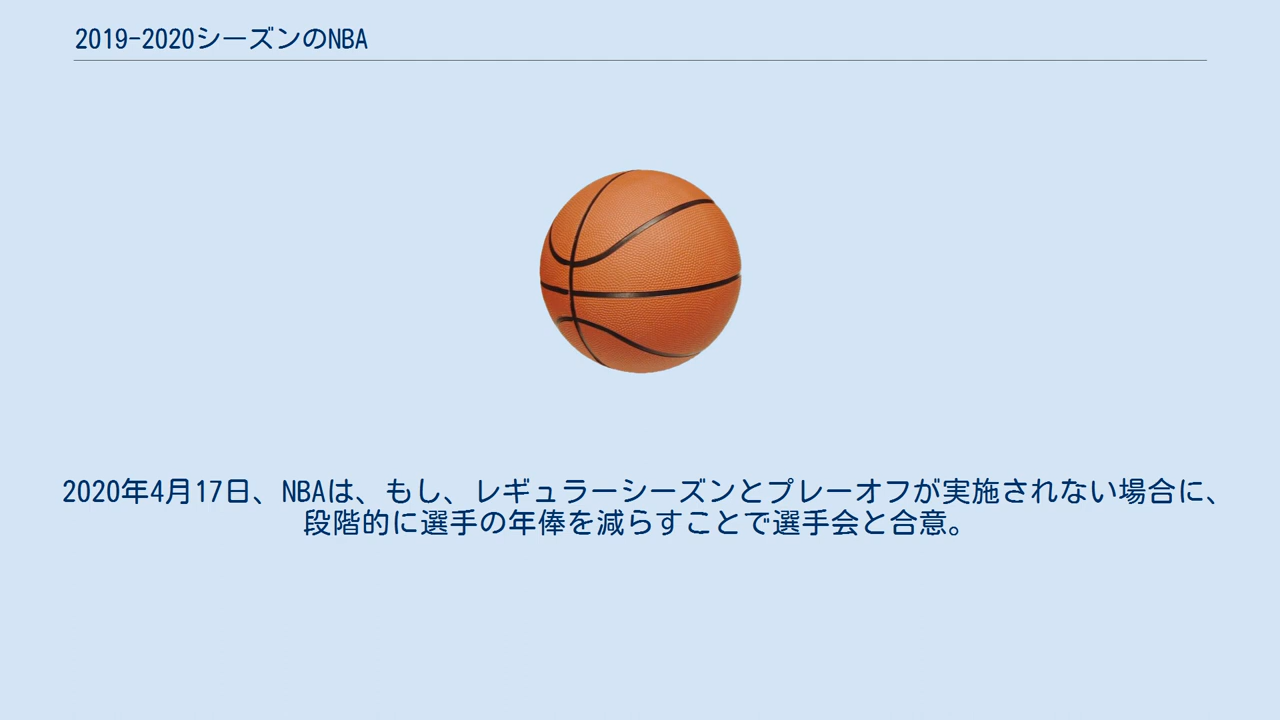 2019-2020シーズンのNBA
2020年4月17日、NBAは、もし、レギュラーシーズンとプレーオフが実施されない場合に、
段階的に選手の年俸を減らすことで選手会と合意。